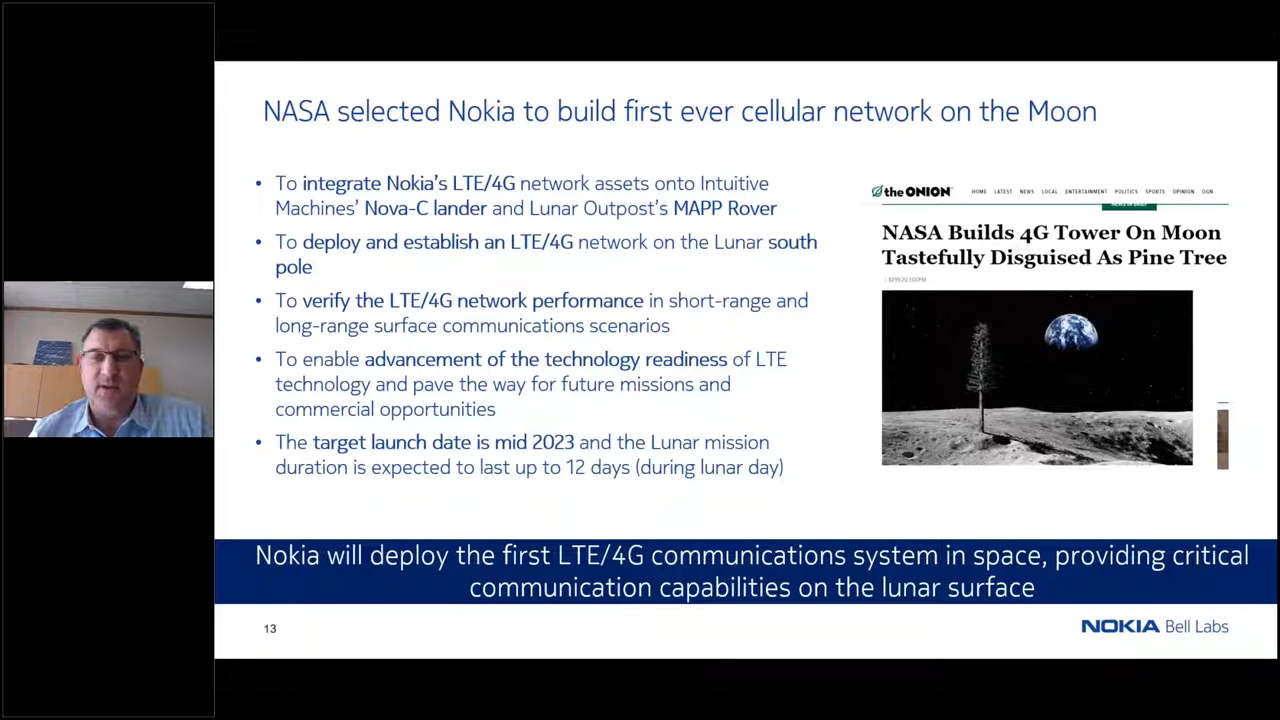 NASA selected Nokia to build first ever cellular network on the Moon
• To integrate Nokia's LTE/4G network assets onto Intuitive
Machines' Nova-C lander and Lunar Outpost's MAPP Rover
• To deploy and establish an LTE/4G network on the Lunar south
pole
• To verify the LTE/4G network performance in short-range and
long-range surface communications scenarios
• To enable advancement of the technology readiness of LTE
technology and pave the way for future missions and
commercial opportunities
• The target launch date is mid 2023 and the Lunar mission
duration is expected to last up to 12 days (during lunar day)
the ONION
HOME LATEST NEWS LOCAL ENTERTAINMENT POLITICS SPORTS OPINION OGN
NASA Builds 4G Tower On Moon
Tastefully Disguised As Pine Tree
Nokia will deploy the first LTE/4G communications system in space, providing critical
communication capabilities on the lunar surface
13
NOKIA Bell Labs